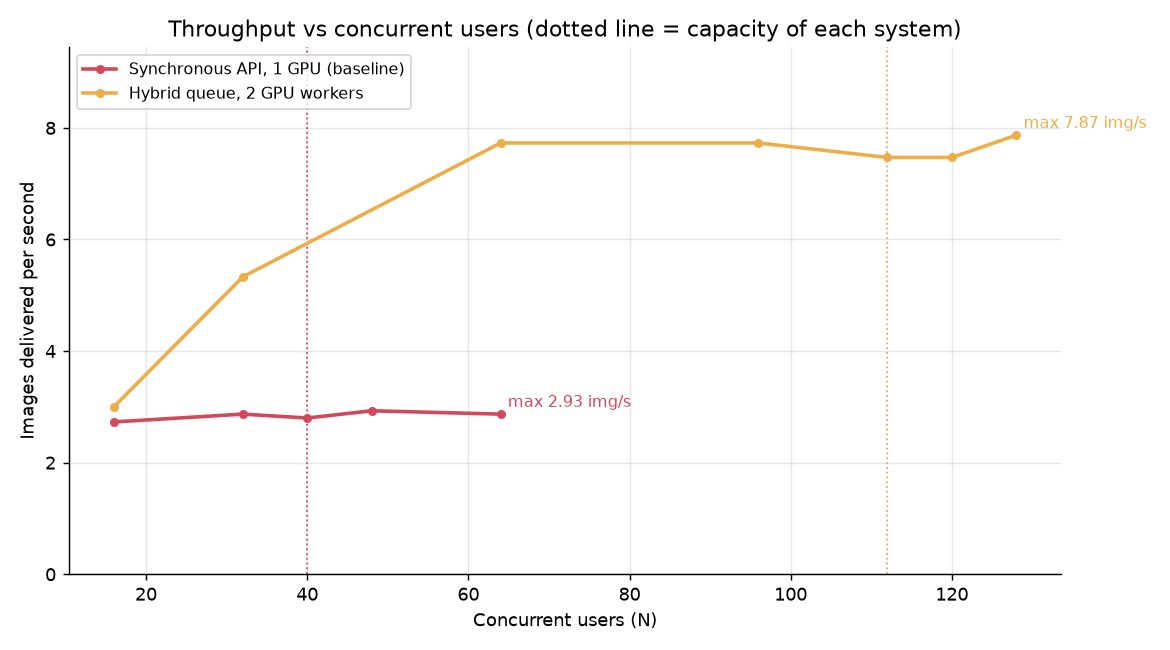 Throughput vs concurrent users (dotted line = capacity of each system)
Synchronous API, 1 GPU (baseline)
Hybrid queue, 2 GPU workers
max 7.87 img/s
max 2.93 img/s
Images delivered per second
8
6
4
2
0
20
40
60
80
100
120
Concurrent users (N)